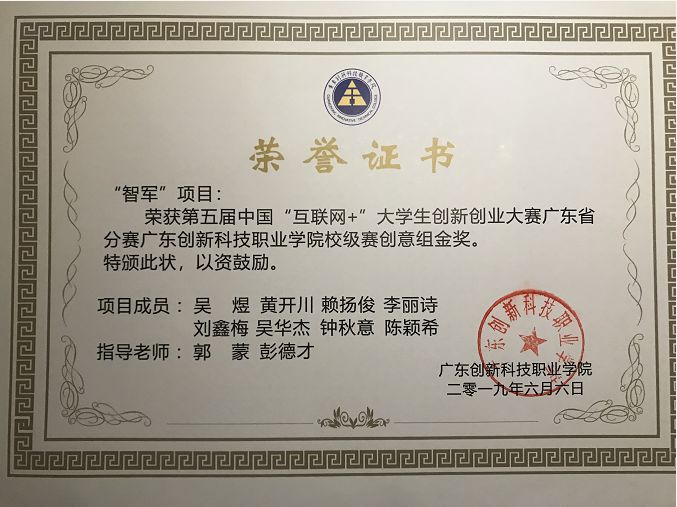 荣誉证书
“智军”项目：
荣获第五届中国“互联网+”大学生创新创业大赛广东省
分赛广东创新科技职业学院校级赛创意组金奖。
特颁此状，以资鼓励。
项目成员：吴 煜 黄开川 赖扬俊 李丽诗
刘鑫梅 吴华杰 钟秋意 陈颖希
指导老师：郭 蒙 彭德才
广东创新科技职业学院
二零一九年六月六日